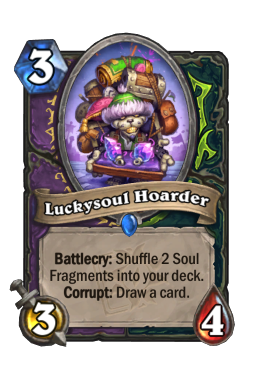 3
Luckysoul Hoarder
Battlecry: Shuffle 2 Soul
Fragments into your deck.
Corrupt: Draw a card.
3
4